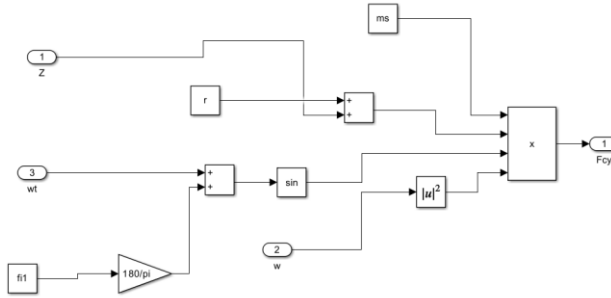 ms
1
Z
r
+
+
x
1
Fcy
3
wt
+
+
sin
|u|²
2
w
fi1
180/pi